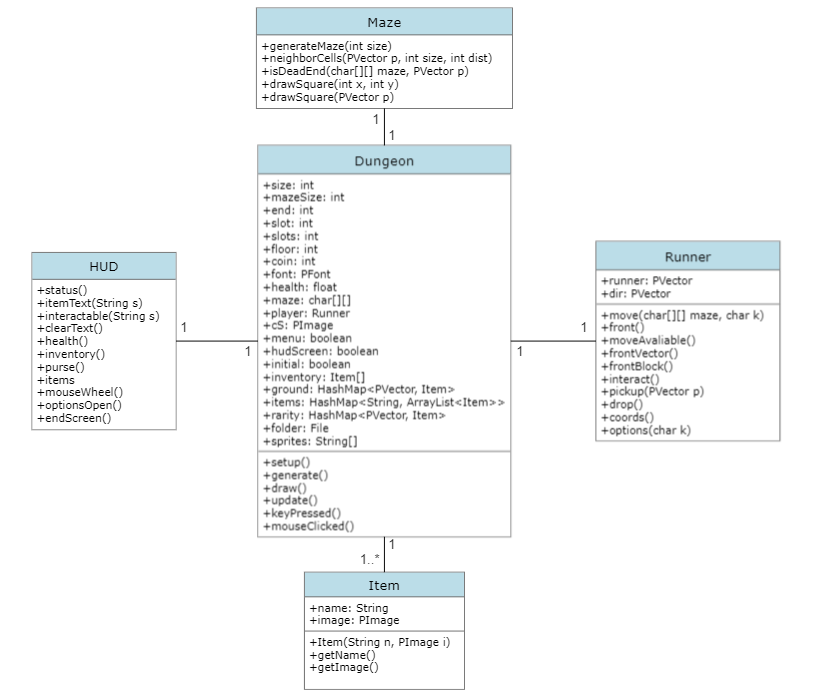 Maze
+generateMaze(int size)
+neighborCells(PVector p, int size, int dist)
+isDeadEnd(char[][] maze, PVector p)
+drawSquare(int x, int y)
+drawSquare(PVector p)
1
1
Dungeon
+size: int
+mazeSize: int
+end: int
+slot: int
+slots: int
+floor: int
+coin: int
+font: PFont
+health: float
+maze: char[][]
+player: Runner
+cS: PImage
+menu: boolean
+hudScreen: boolean
+initial: boolean
+inventory: Item[]
+ground: HashMap<PVector, Item>
+items: HashMap<String, ArrayList<Item>>
+rarity: HashMap<PVector, Item>
+folder: File
+sprites: String[]
+setup()
+generate()
+draw()
+update()
+keyPressed()
+mouseClicked()
HUD
+status()
+itemText(String s)
+interactable(String s)
+clearText()
+health()
+inventory()
+purse()
+items
+mouseWheel()
+optionsOpen()
+endScreen()
1
1
Runner
+runner: PVector
+dir: PVector
+move(char[][] maze, char k)
+front()
+moveAvaliable()
+frontVector()
+frontBlock()
+interact()
+pickup(PVector p)
+drop()
+coords()
+options(char k)
1
1
1
1..*
Item
+name: String
+image: PImage
+Item(String n, PImage i)
+getName()
+getImage()